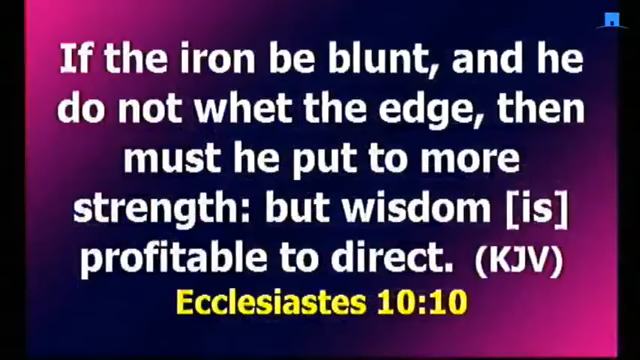 If the iron be blunt, and he
do not whet the edge, then
must he put to more
strength: but wisdom [is]
profitable to direct. (KJV)
Ecclesiastes 10:10